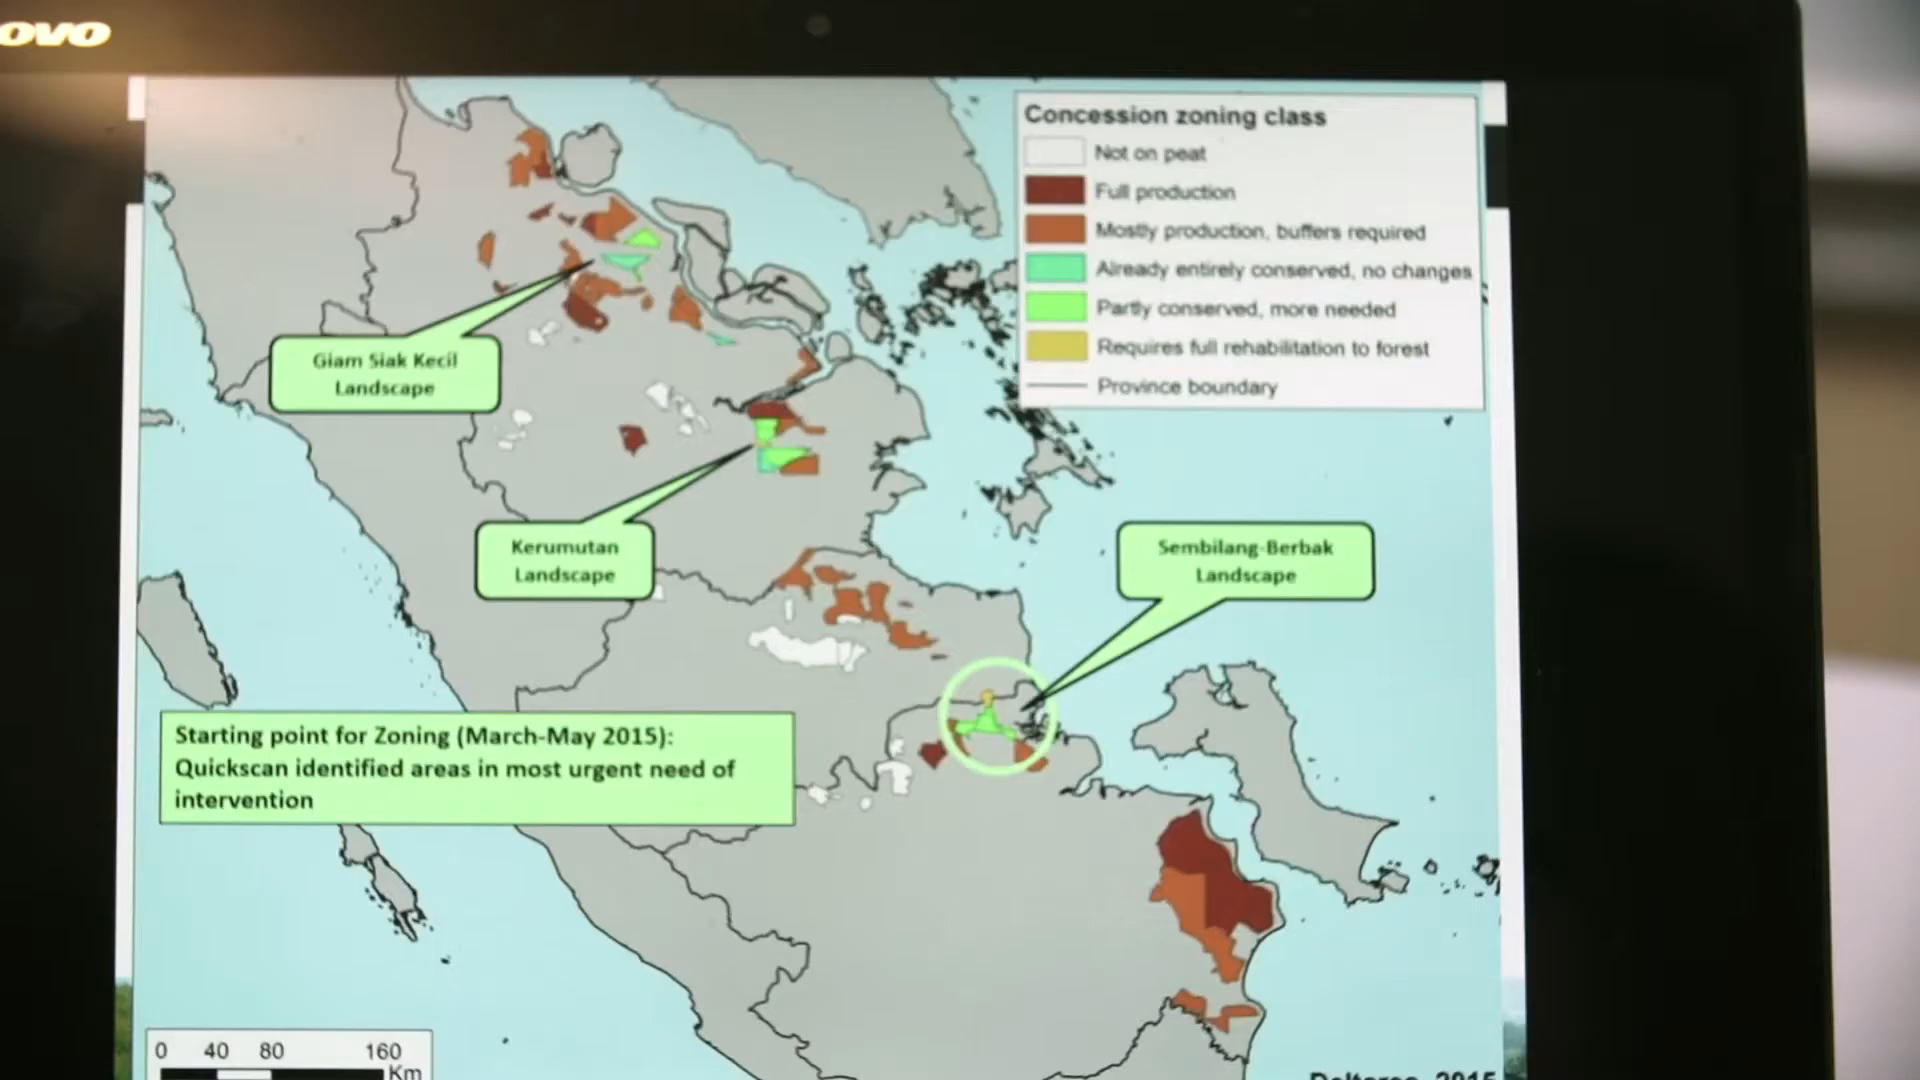 ovo
Concession zoning class
Not on peat
Full production
Mostly production, buffers required
Already entirely conserved, no changes
Partly conserved, more needed
Requires full rehabilitation to forest
Province boundary
Giam Siak Kecil
Landscape
Kerumutan
Landscape
Sembilang-Berbak
Landscape
Starting point for Zoning (March-May 2015):
Quickscan identified areas in most urgent need of
intervention
0 40 80 160
Km
Deltares, 2015